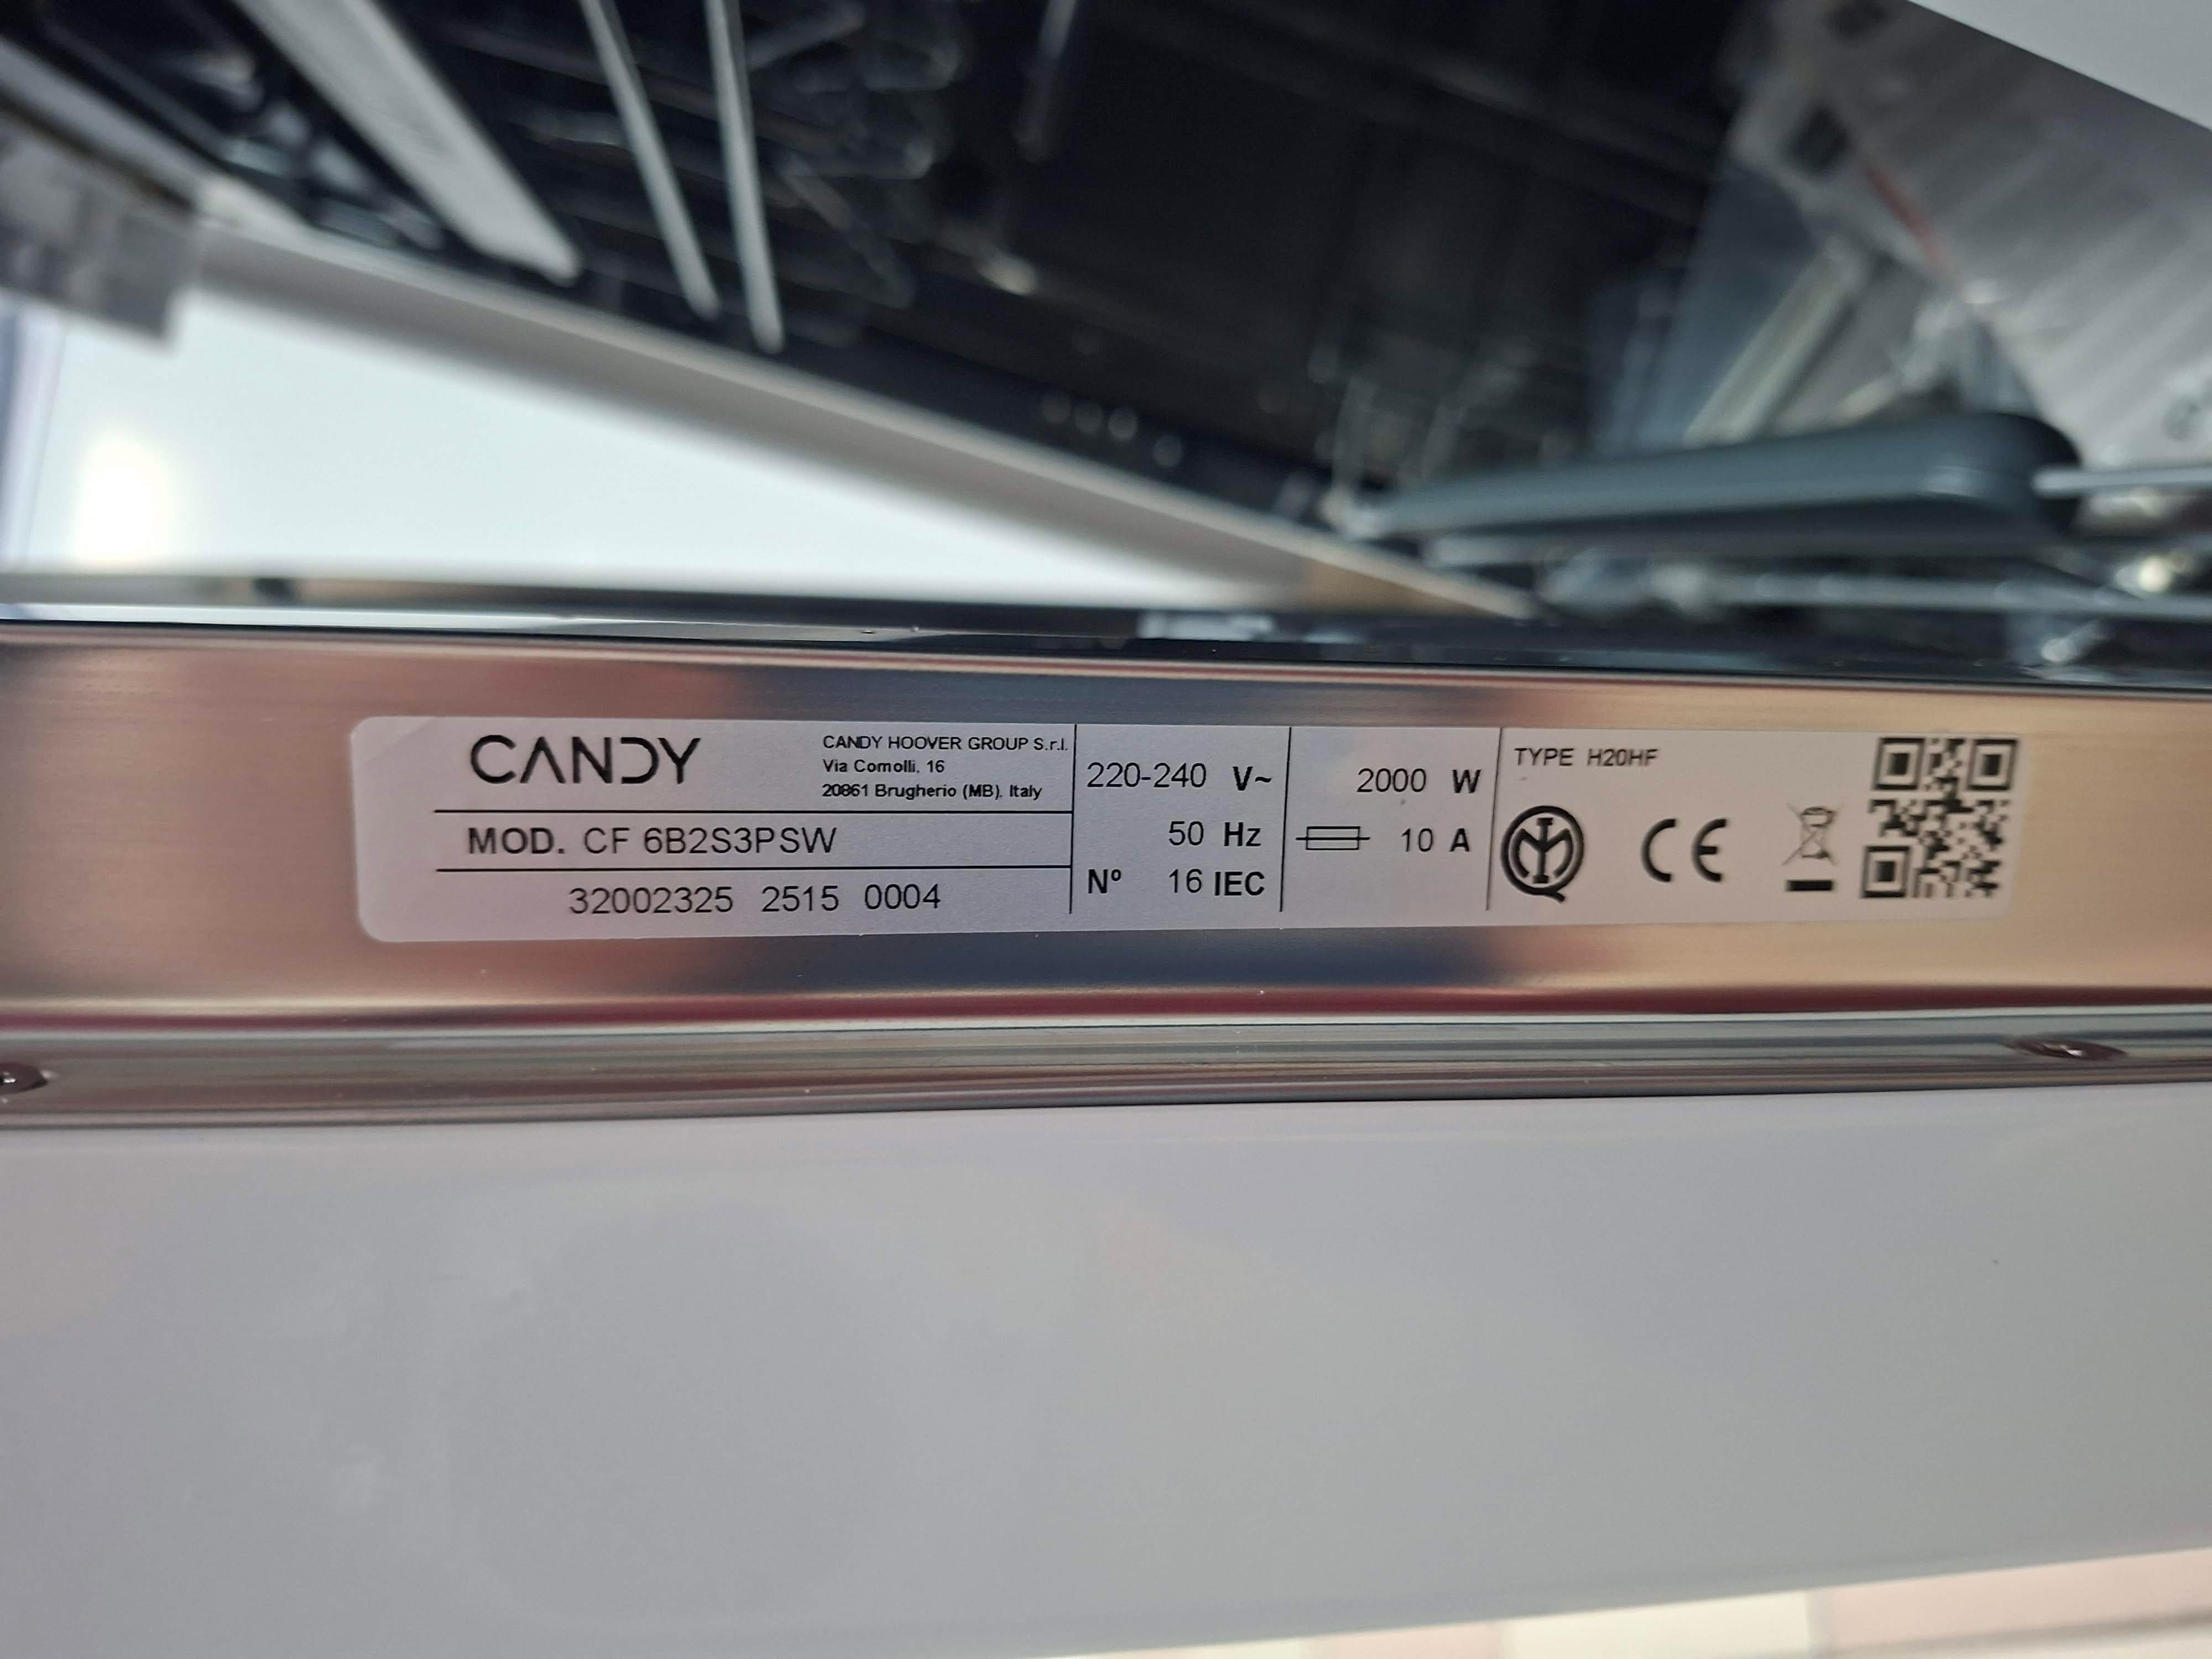 CANDY
CANDY HOOVER GROUP S.r.l.
Via Comolli, 16
20861 Brugherio (MB). Italy
MOD. CF 6B2S3PSW
32002325 2515 0004
220-240 V~
50 Hz
Nº 16 IEC
2000 W
10 A
TYPE H20HF
CE